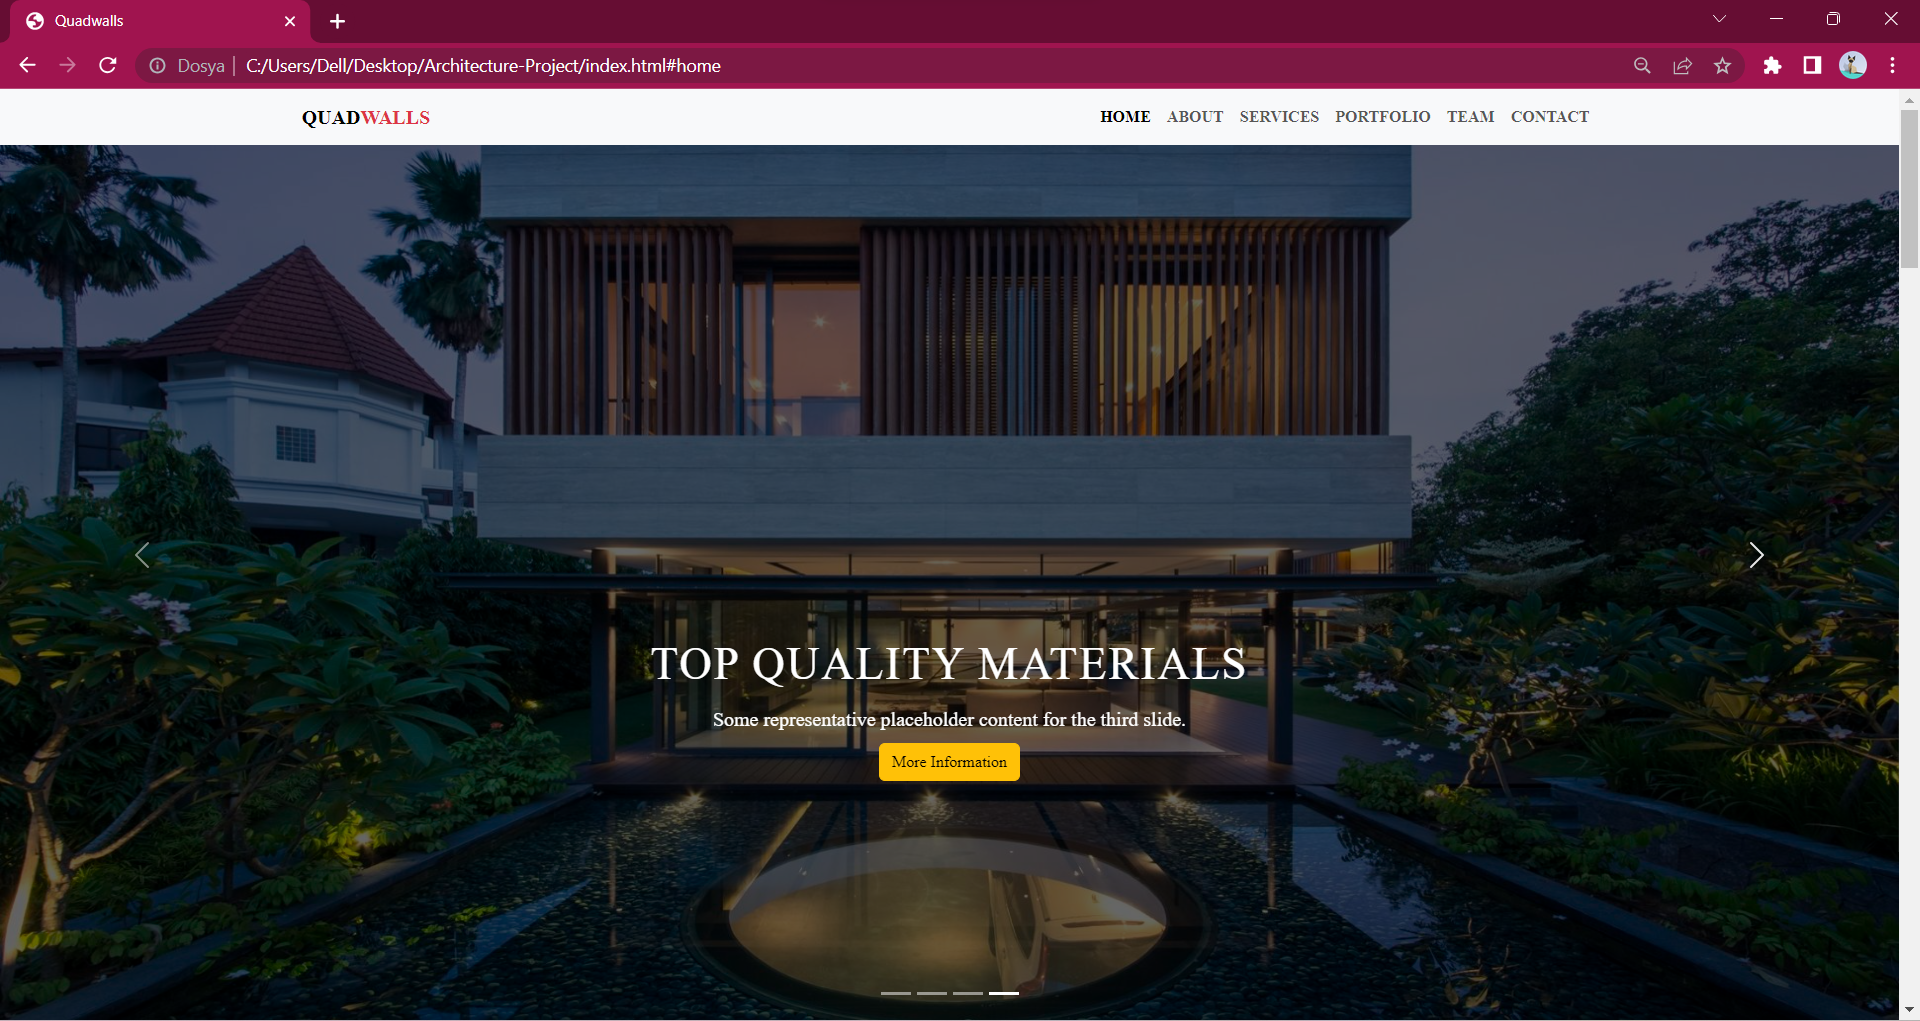 Quadwalls
Dosya C:/Users/Dell/Desktop/Architecture-Project/index.html#home
QUADWALLS HOME ABOUT SERVICES PORTFOLIO TEAM CONTACT
TOP QUALITY MATERIALS
Some representative placeholder content for the third slide.
More Information